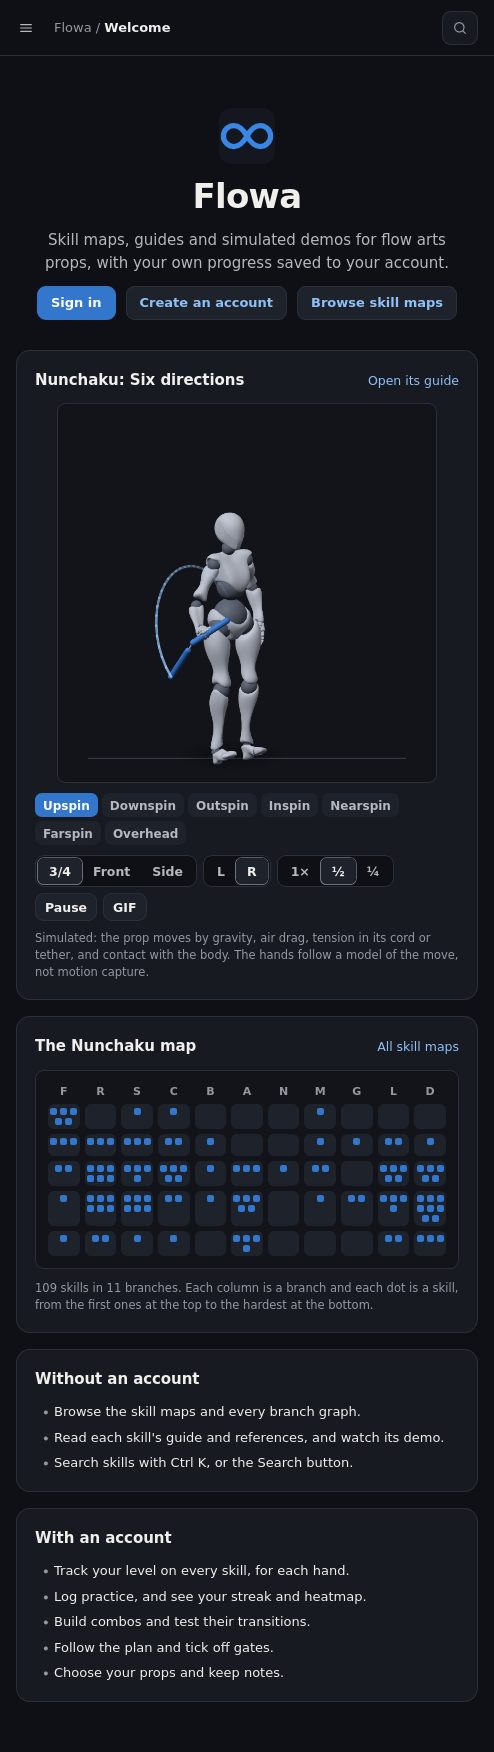 Flowa / Welcome
Flowa
Skill maps, guides and simulated demos for flow arts
props, with your own progress saved to your account.
Sign in Create an account Browse skill maps
Nunchaku: Six directions Open its guide
Upspin Downspin Outspin Inspin Nearspin
Farspin Overhead
3/4 Front Side L R 1× ½ ¼
Pause GIF
Simulated: the prop moves by gravity, air drag, tension in its cord or
tether, and contact with the body. The hands follow a model of the move,
not motion capture.
The Nunchaku map All skill maps
F R S C B A N M G L D
109 skills in 11 branches. Each column is a branch and each dot is a skill,
from the first ones at the top to the hardest at the bottom.
Without an account
• Browse the skill maps and every branch graph.
• Read each skill's guide and references, and watch its demo.
• Search skills with Ctrl K, or the Search button.
With an account
• Track your level on every skill, for each hand.
• Log practice, and see your streak and heatmap.
• Build combos and test their transitions.
• Follow the plan and tick off gates.
• Choose your props and keep notes.